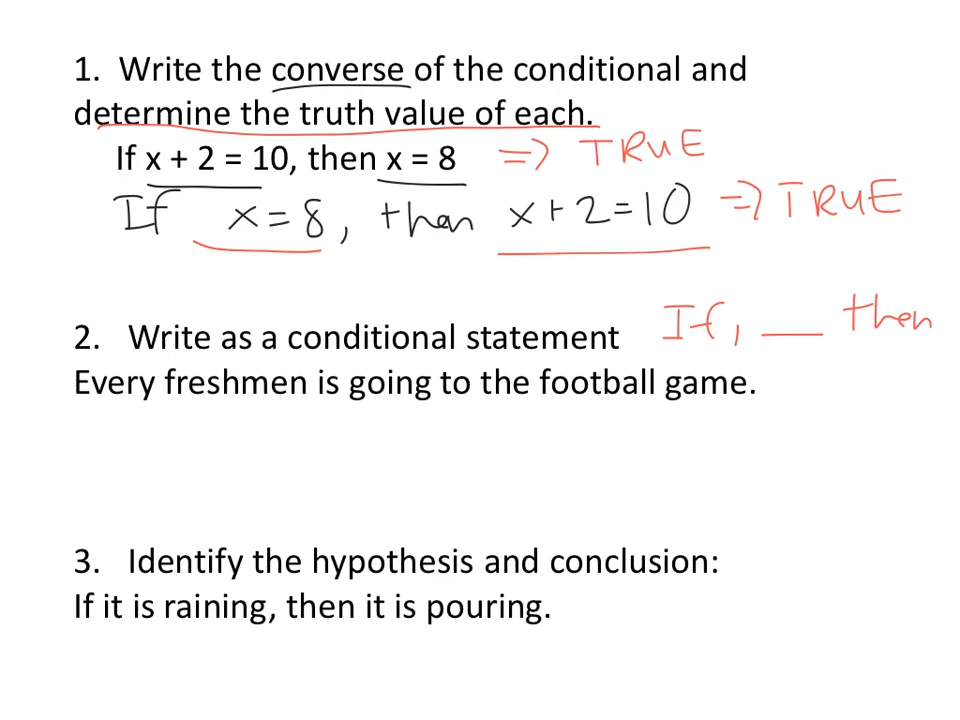 1. Write the converse of the conditional and
determine the truth value of each.
If x + 2 = 10, then x = 8 => TRUE
If x = 8, then x + 2 = 10 => TRUE
If, __ then
2. Write as a conditional statement
Every freshmen is going to the football game.
3. Identify the hypothesis and conclusion:
If it is raining, then it is pouring.